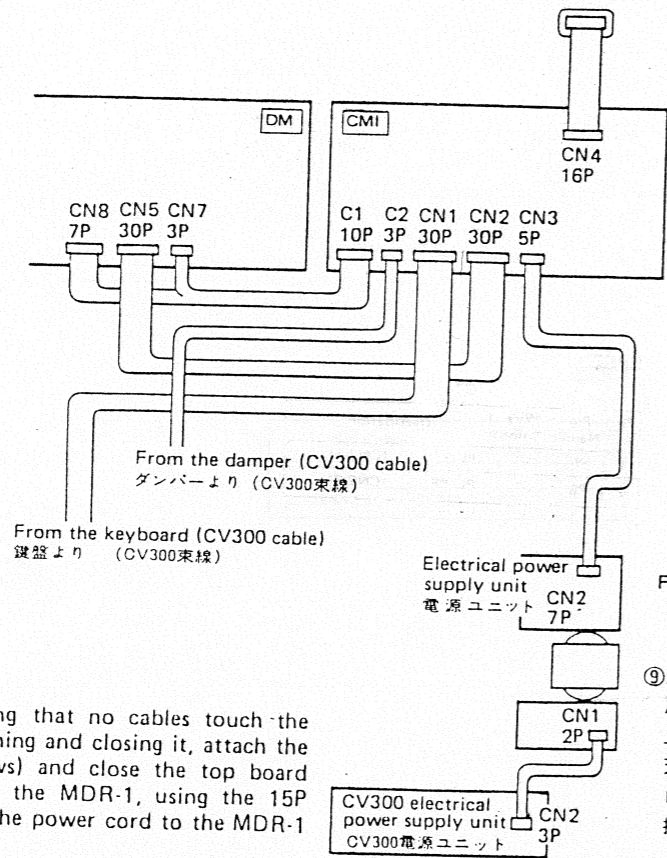 DM
CMI
CN4
16P
CN8 CN5 CN7
7P 30P 3P
C1 C2 CN1 CN2 CN3
10P 3P 30P 30P 5P
From the damper (CV300 cable)
ダンパーより (CV300束線)
From the keyboard (CV300 cable)
鍵盤より (CV300束線)
Electrical power
supply unit
電源ユニット
CN2
7P
F
⑨
CN1
2P
ng that no cables touch the
ning and closing it, attach the
ws) and close the top board
the MDR-1, using the 15P
he power cord to the MDR-1
CV300 electrical
power supply unit
CV300電源ユニット
CN2
3P